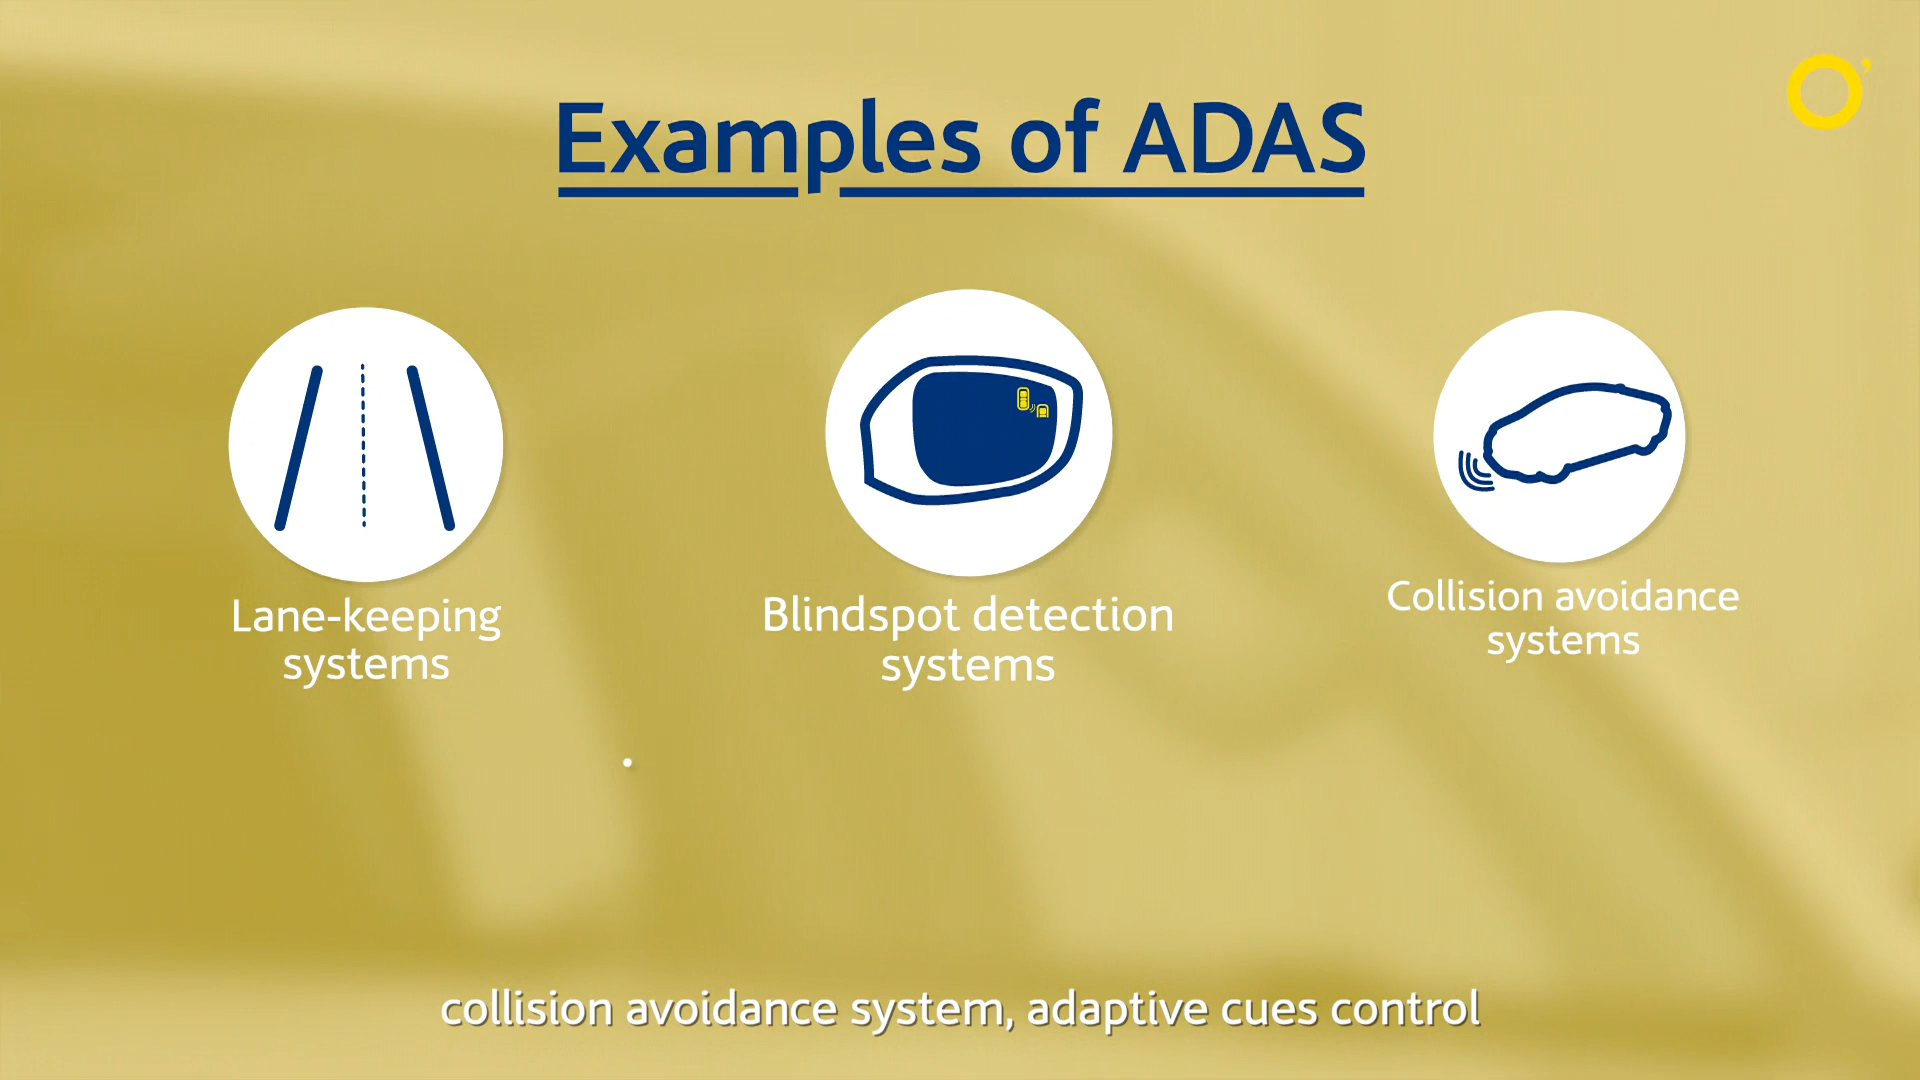 Examples of ADAS
Lane-keeping
systems
Blindspot detection
systems
Collision avoidance
systems
collision avoidance system, adaptive cues control